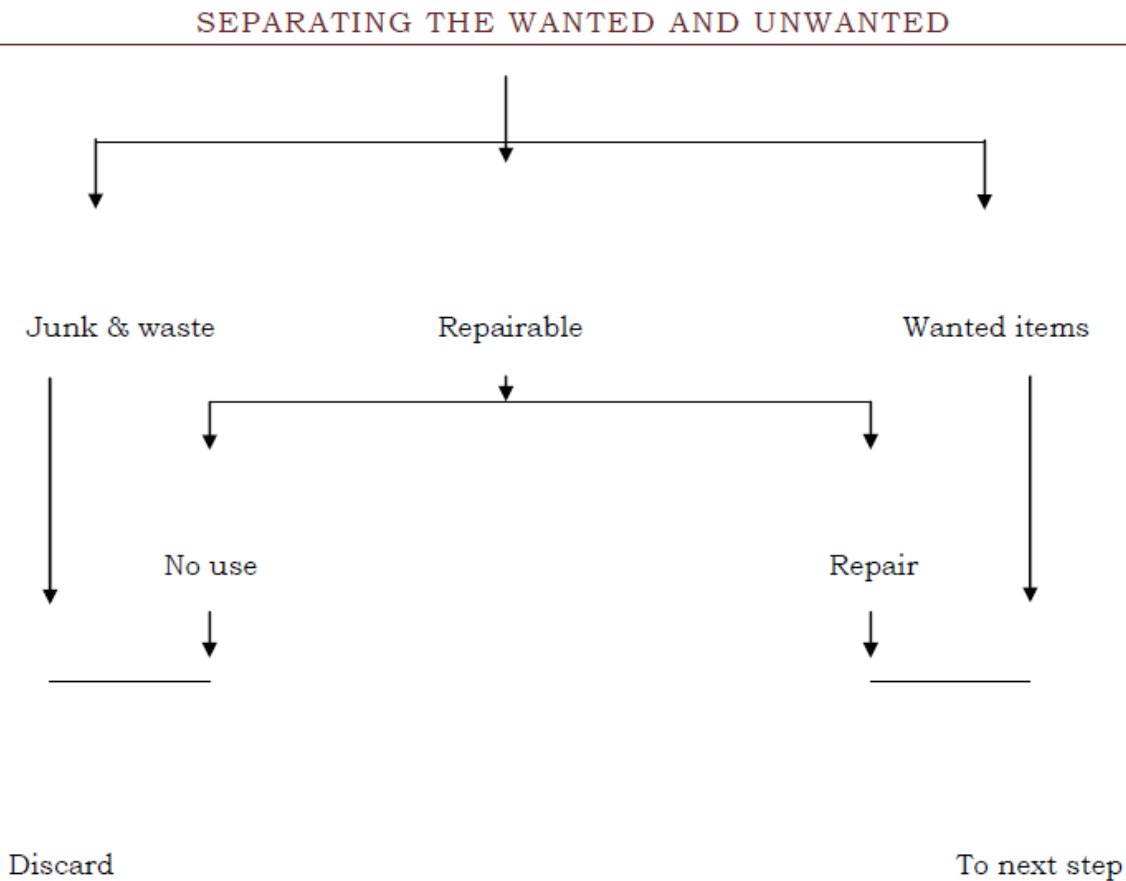 SEPARATING THE WANTED AND UNWANTED
Junk & waste
Repairable
Wanted items
No use
Repair
Discard
To next step